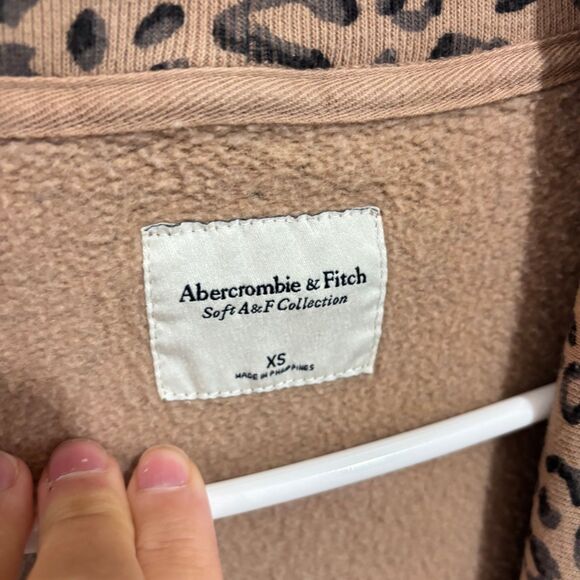 Abercrombie & Fitch
Soft A&F Collection
XS
MADE IN PHILIPPINES